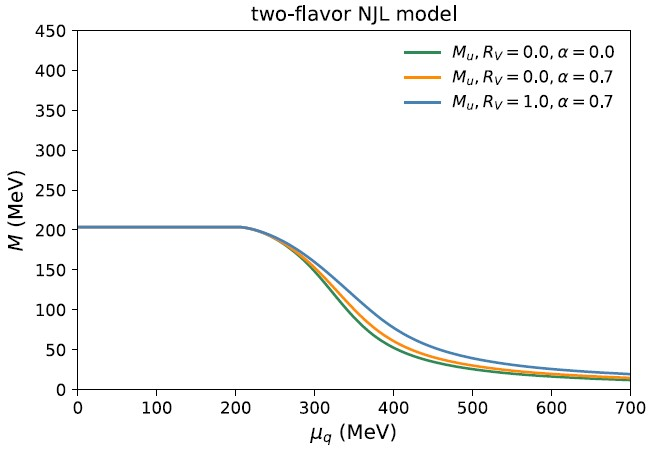 two-flavor NJL model
450
400
350
300
250
200
150
100
50
0
M (MeV)
M_u, R_V = 0.0, α = 0.0
M_u, R_V = 0.0, α = 0.7
M_u, R_V = 1.0, α = 0.7
0 100 200 300 400 500 600 700
μ_q (MeV)